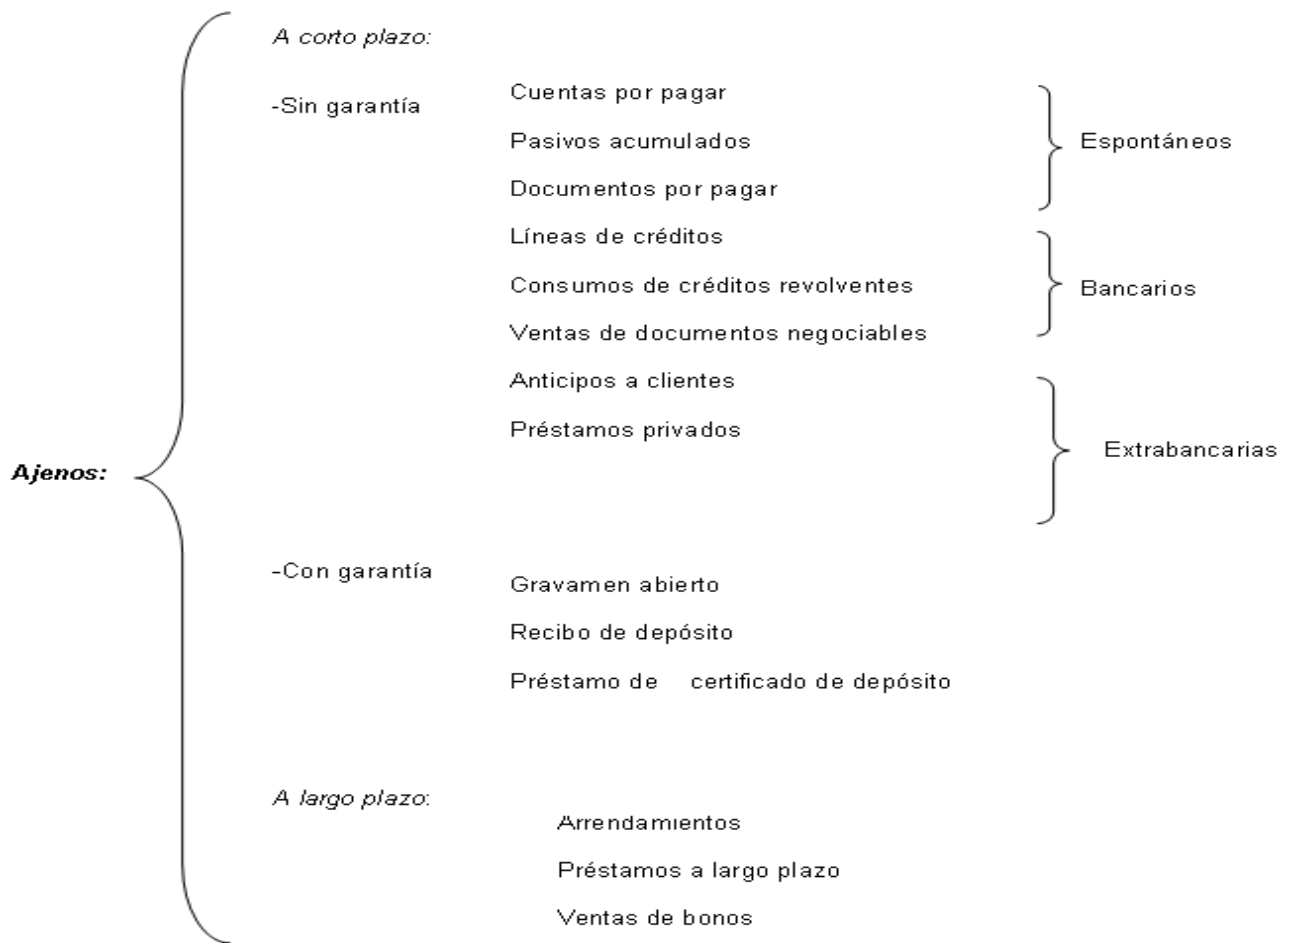 A corto plazo:
-Sin garantía
Cuentas por pagar
Pasivos acumulados
Espontáneos
Documentos por pagar
Líneas de créditos
Consumos de créditos revolventes
Bancarios
Ventas de documentos negociables
Anticipos a clientes
Préstamos privados
Extrabancarias
Ajenos:
-Con garantía
Gravamen abierto
Recibo de depósito
Préstamo de certificado de depósito
A largo plazo:
Arrendamientos
Préstamos a largo plazo
Ventas de bonos